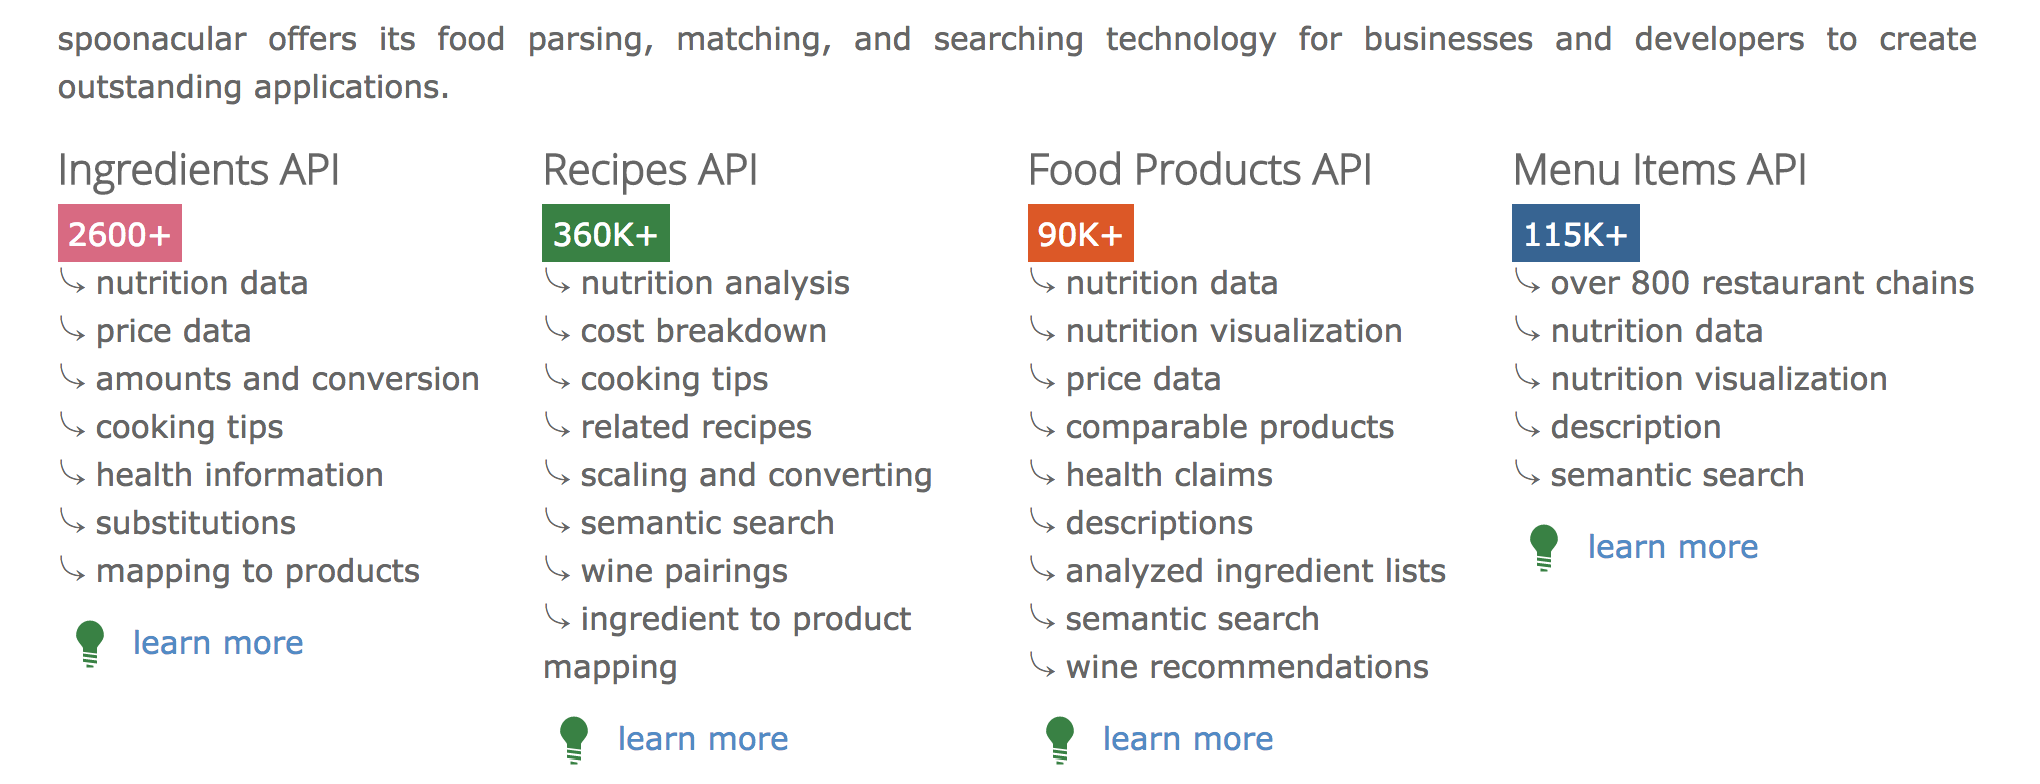 spoonacular offers its food parsing, matching, and searching technology for businesses and developers to create
outstanding applications.
Ingredients API
2600+
nutrition data
price data
amounts and conversion
cooking tips
health information
substitutions
mapping to products
learn more
Recipes API
360K+
nutrition analysis
cost breakdown
cooking tips
related recipes
scaling and converting
semantic search
wine pairings
ingredient to product
mapping
learn more
Food Products API
90K+
nutrition data
nutrition visualization
price data
comparable products
health claims
descriptions
analyzed ingredient lists
semantic search
wine recommendations
learn more
Menu Items API
115K+
over 800 restaurant chains
nutrition data
nutrition visualization
description
semantic search
learn more